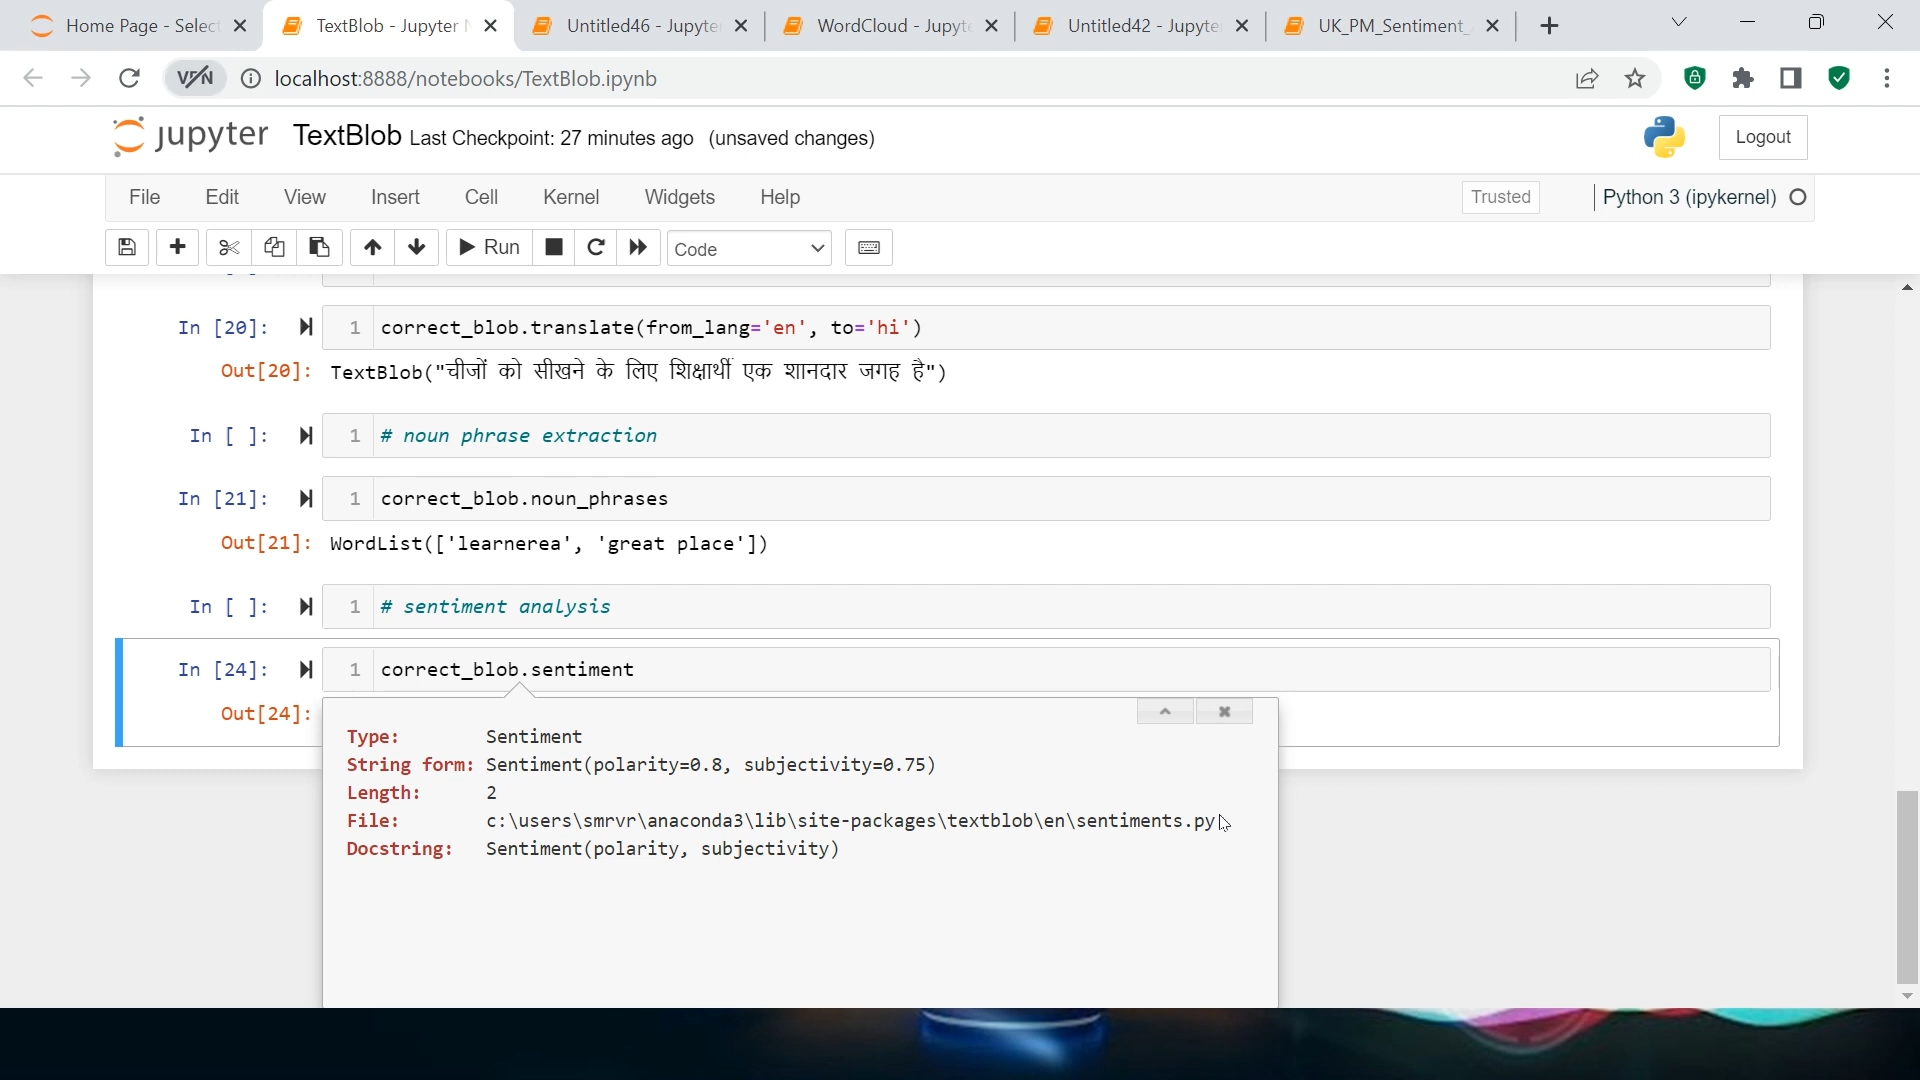 Home Page - Select
TextBlob - Jupyter N
Untitled46 - Jupyter
WordCloud - Jupyte
Untitled42 - Jupyter
UK_PM_Sentiment_
VPN
localhost:8888/notebooks/TextBlob.ipynb
jupyter TextBlob Last Checkpoint: 27 minutes ago (unsaved changes)
Logout
File Edit View Insert Cell Kernel Widgets Help
Trusted
Python 3 (ipykernel)
Run
Code
In [20]: 1 correct_blob.translate(from_lang='en', to='hi')
Out[20]: TextBlob("चीजों को सीखने के लिए शिक्षार्थी एक शानदार जगह है")
In [ ]: 1 # noun phrase extraction
In [21]: 1 correct_blob.noun_phrases
Out[21]: WordList(['learnerea', 'great place'])
In [ ]: 1 # sentiment analysis
In [24]: 1 correct_blob.sentiment
Out[24]:
Type: Sentiment
String form: Sentiment(polarity=0.8, subjectivity=0.75)
Length: 2
File: c:\users\smrvr\anaconda3\lib\site-packages\textblob\en\sentiments.py
Docstring: Sentiment(polarity, subjectivity)